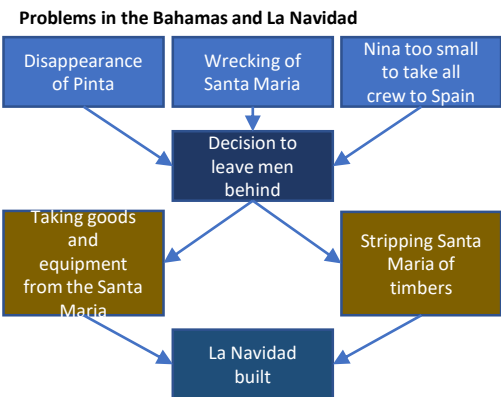 Problems in the Bahamas and La Navidad
Disappearance
of Pinta
Wrecking of
Santa Maria
Nina too small
to take all
crew to Spain
Decision to
leave men
behind
Taking goods
and
equipment
from the Santa
Maria
Stripping Santa
Maria of
timbers
La Navidad
built